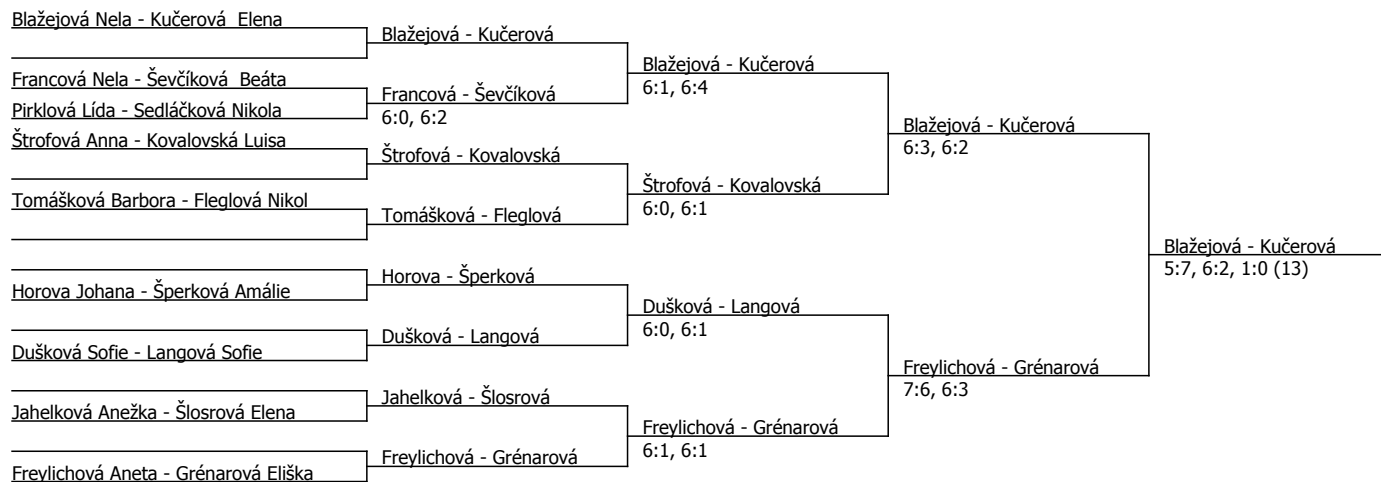 Blažejová Nela - Kučerová  Elena
Blažejová - Kučerová
Blažejová - Kučerová
6:1, 6:4
Francová Nela - Ševčíková  Beáta
Francová - Ševčíková
6:0, 6:2
Pirklová Lída - Sedláčková Nikola
Blažejová - Kučerová
6:3, 6:2
Štrofová Anna - Kovalovská Luisa
Štrofová - Kovalovská
Štrofová - Kovalovská
6:0, 6:1
Tomášková Barbora - Fleglová Nikol
Tomášková - Fleglová
Blažejová - Kučerová
5:7, 6:2, 1:0 (13)
Horova - Šperková
Horova Johana - Šperková Amálie
Dušková - Langová
6:0, 6:1
Dušková - Langová
Dušková Sofie - Langová Sofie
Freylichová - Grénarová
7:6, 6:3
Jahelková - Šlosrová
Jahelková Anežka - Šlosrová Elena
Freylichová - Grénarová
6:1, 6:1
Freylichová - Grénarová
Freylichová Aneta - Grénarová Eliška